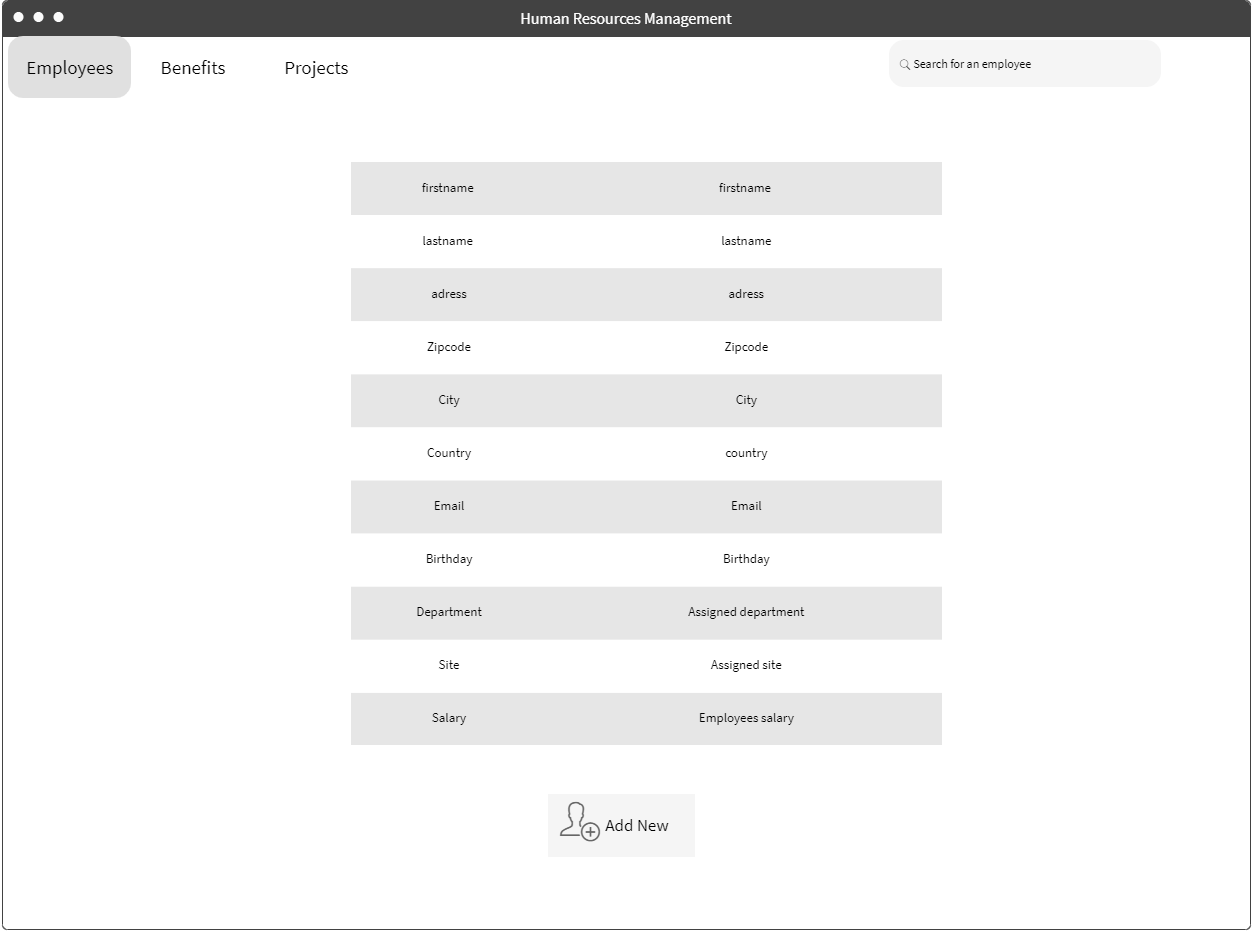 Human Resources Management
Employees Benefits Projects Search for an employee
firstname firstname
lastname lastname
adress adress
Zipcode Zipcode
City City
Country country
Email Email
Birthday Birthday
Department Assigned department
Site Assigned site
Salary Employees salary
Add New